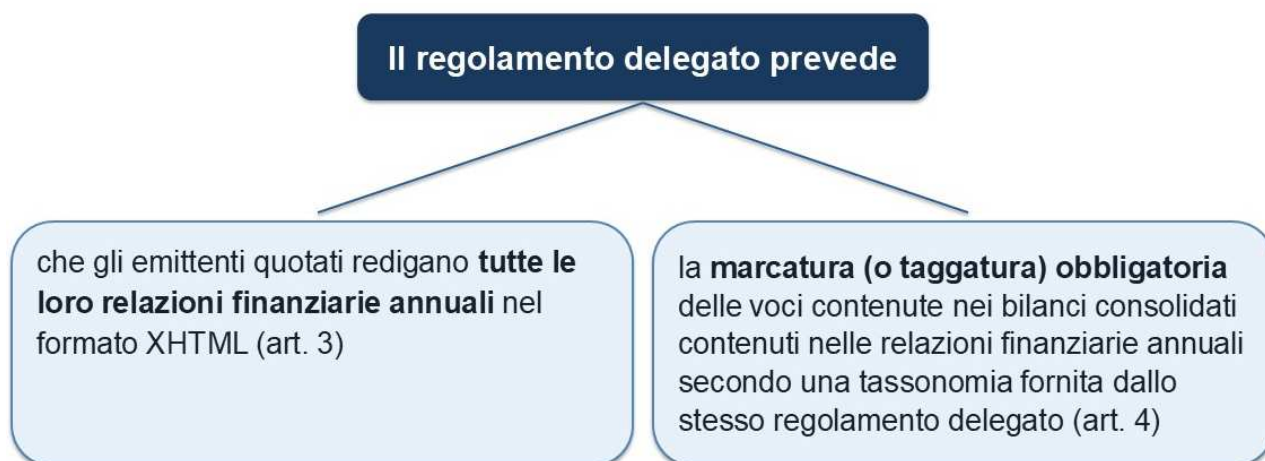 Il regolamento delegato prevede
che gli emittenti quotati redigano tutte le
loro relazioni finanziarie annuali nel
formato XHTML (art. 3)
la marcatura (o taggatura) obbligatoria
delle voci contenute nei bilanci consolidati
contenuti nelle relazioni finanziarie annuali
secondo una tassonomia fornita dallo
stesso regolamento delegato (art. 4)